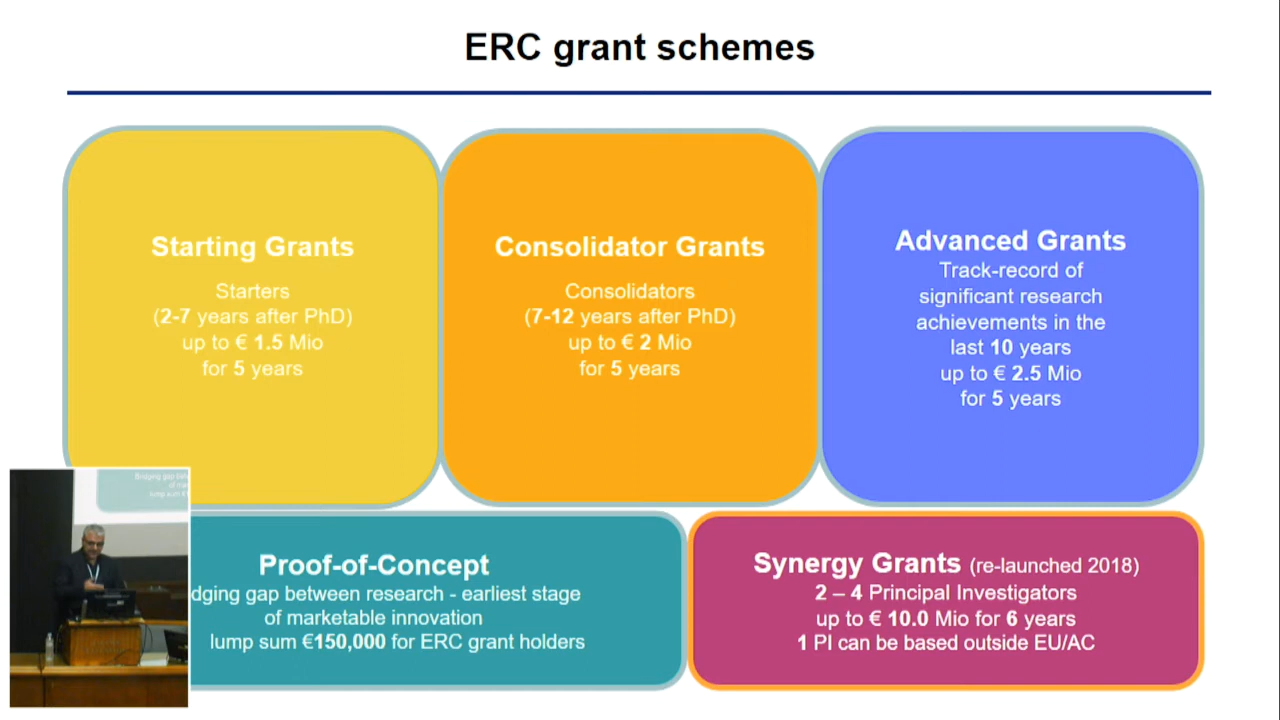 ERC grant schemes
Starting Grants
Starters
(2-7 years after PhD)
up to € 1.5 Mio
for 5 years
Consolidator Grants
Consolidators
(7-12 years after PhD)
up to € 2 Mio
for 5 years
Advanced Grants
Track-record of
significant research
achievements in the
last 10 years
up to € 2.5 Mio
for 5 years
Proof-of-Concept
dging gap between research - earliest stage
of marketable innovation
lump sum €150,000 for ERC grant holders
Synergy Grants (re-launched 2018)
2 – 4 Principal Investigators
up to € 10.0 Mio for 6 years
1 PI can be based outside EU/AC
Bridging gap
lump sum